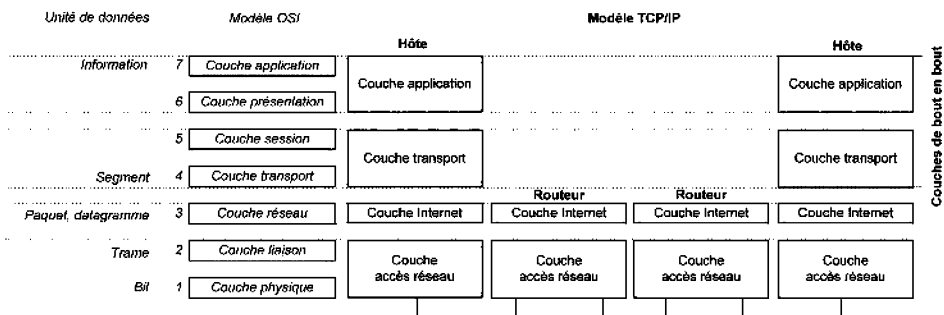 Unité de données Modèle OSI Modèle TCP/IP
Hôte Hôte
Information 7 Couche application Couche application Couche application
6 Couche présentation
5 Couche session Couche transport Couche transport
Segment 4 Couche transport
Routeur Routeur
Paquet, datagramme 3 Couche réseau Couche Internet Couche Internet Couche Internet Couche Internet
Trame 2 Couche liaison Couche accès réseau Couche accès réseau Couche accès réseau Couche accès réseau
Bit 1 Couche physique
Couches de bout en bout